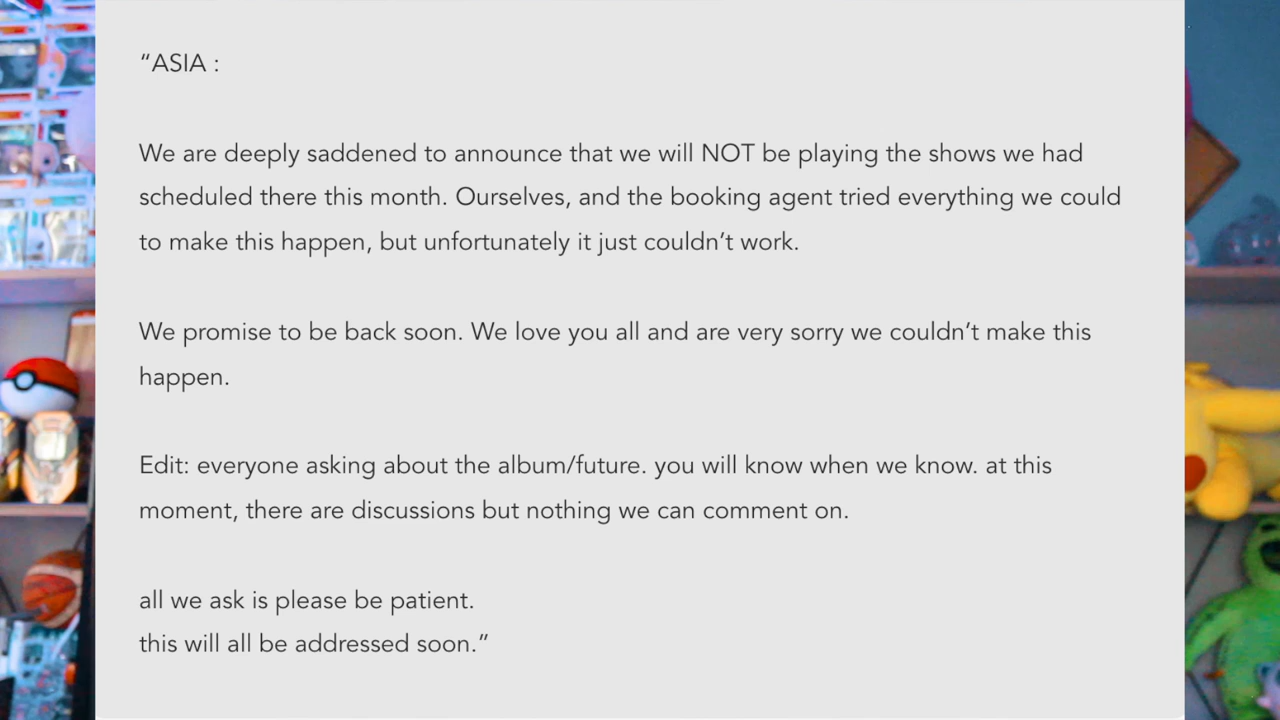 “ASIA :
We are deeply saddened to announce that we will NOT be playing the shows we had
scheduled there this month. Ourselves, and the booking agent tried everything we could
to make this happen, but unfortunately it just couldn’t work.
We promise to be back soon. We love you all and are very sorry we couldn’t make this
happen.
Edit: everyone asking about the album/future. you will know when we know. at this
moment, there are discussions but nothing we can comment on.
all we ask is please be patient.
this will all be addressed soon.”